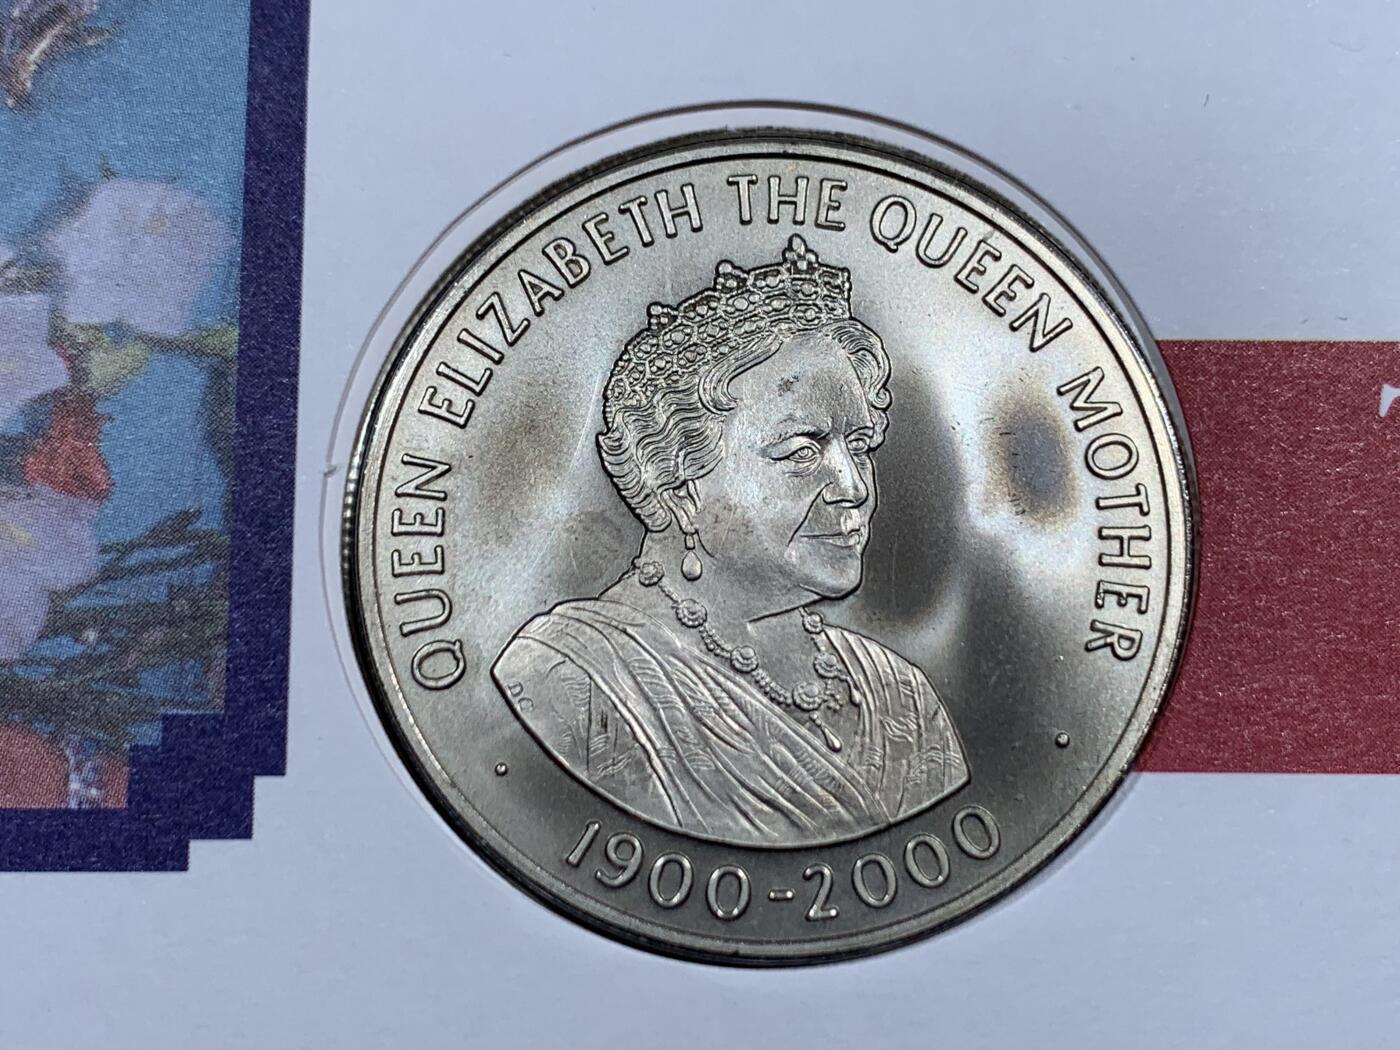 QUEEN ELIZABETH THE QUEEN MOTHER
1900-2000